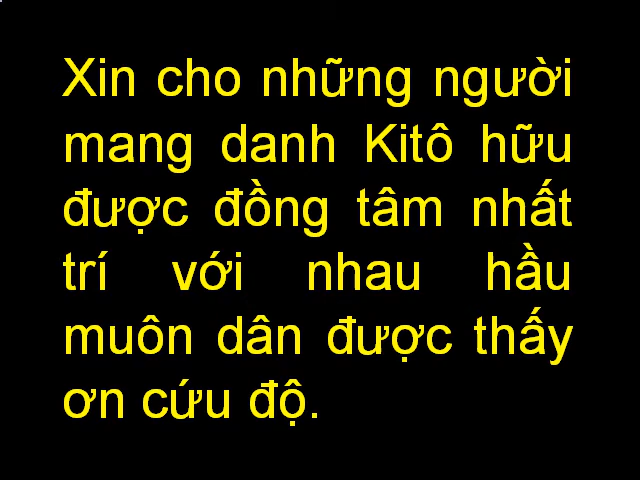 Xin cho những người
mang danh Kitô hữu
được đồng tâm nhất
trí với nhau hầu
muôn dân được thấy
ơn cứu độ.